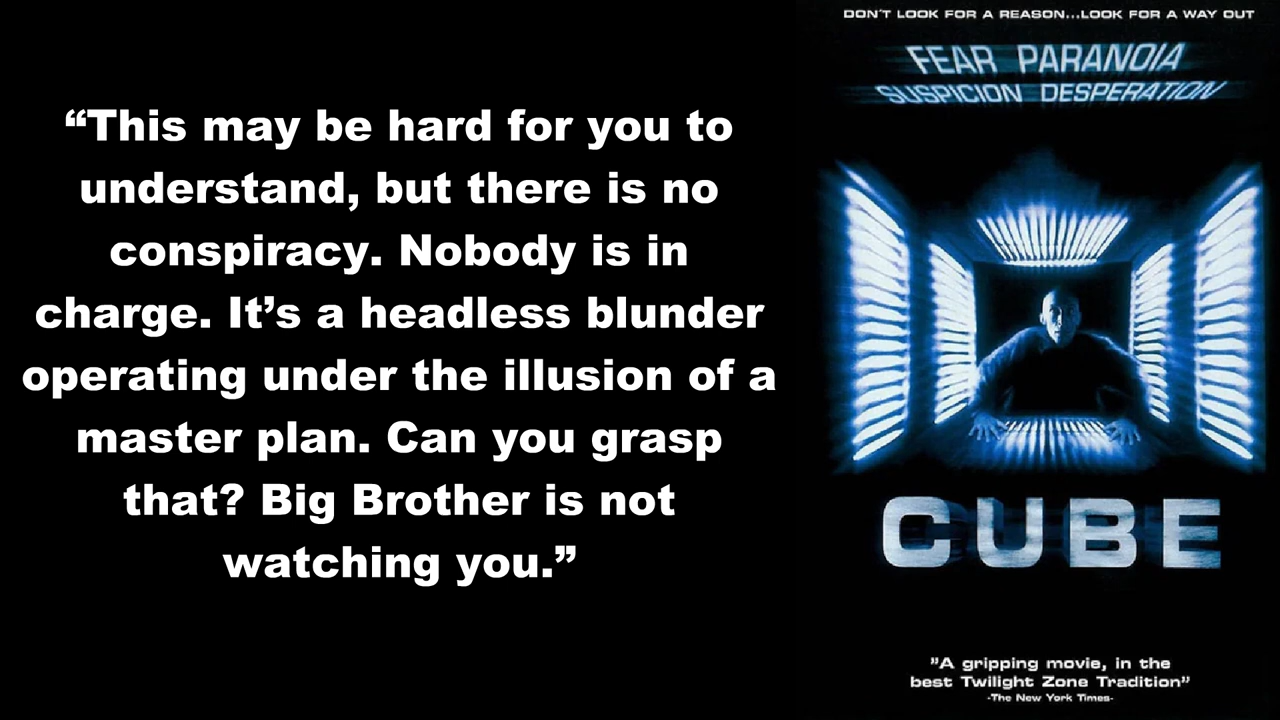 “This may be hard for you to
understand, but there is no
conspiracy. Nobody is in
charge. It’s a headless blunder
operating under the illusion of a
master plan. Can you grasp
that? Big Brother is not
watching you.”
DON'T LOOK FOR A REASON...LOOK FOR A WAY OUT
FEAR PARANOIA
SUSPICION DESPERATION
CUBE
"A gripping movie, in the
best Twilight Zone Tradition"
-The New York Times-